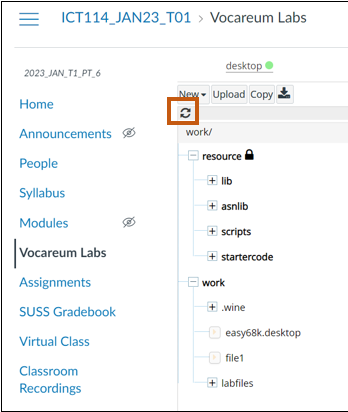 ICT114_JAN23_T01 > Vocareum Labs
desktop
2023_JAN_T1_PT_6
New Upload Copy
Home
work/
Announcements
resource
People
lib
Syllabus
asnlib
Modules
scripts
Vocareum Labs
startercode
Assignments
work
SUSS Gradebook
.wine
Virtual Class
easy68k.desktop
Classroom
Recordings
file1
labfiles